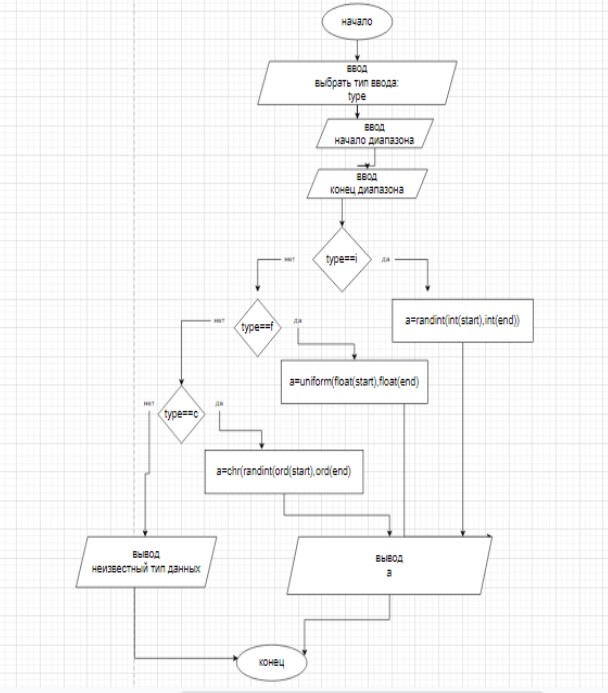 начало
ввод
выбрать тип ввода:
type
ввод
начало диапазона
ввод
конец диапазона
type==i
нет
да
a=randint(int(start),int(end))
type==f
нет
да
a=uniform(float(start),float(end)
type==c
нет
да
a=chr(randint(ord(start),ord(end)
вывод
неизвестный тип данных
вывод
a
конец